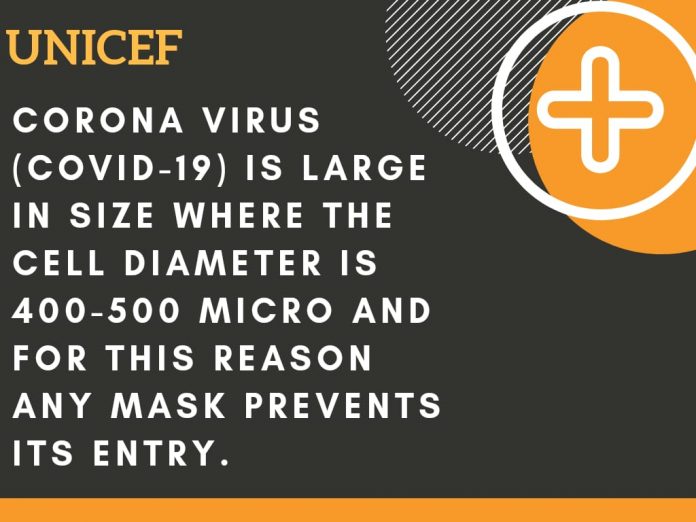 UNICEF
CORONA VIRUS
(COVID-19) IS LARGE
IN SIZE WHERE THE
CELL DIAMETER IS
400-500 MICRO AND
FOR THIS REASON
ANY MASK PREVENTS
ITS ENTRY.